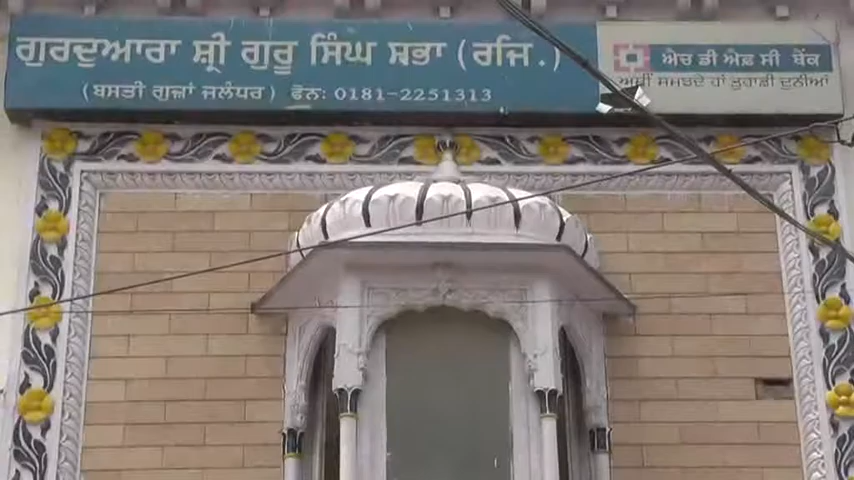 ਗੁਰਦੁਆਰਾ ਸ੍ਰੀ ਗੁਰੂ ਸਿੰਘ ਸਭਾ (ਰਜਿ.)
ਬਸਤੀ ਗੁਜ਼ਾਂ ਜਲੰਧਰ ਫੋਨ: 0181-2251313
ਐਚ ਡੀ ਐਫ਼ ਸੀ ਬੈਂਕ
ਅਸੀਂ ਸਮਝਦੇ ਹਾਂ ਤੁਹਾਡੀ ਦੁਨੀਆ